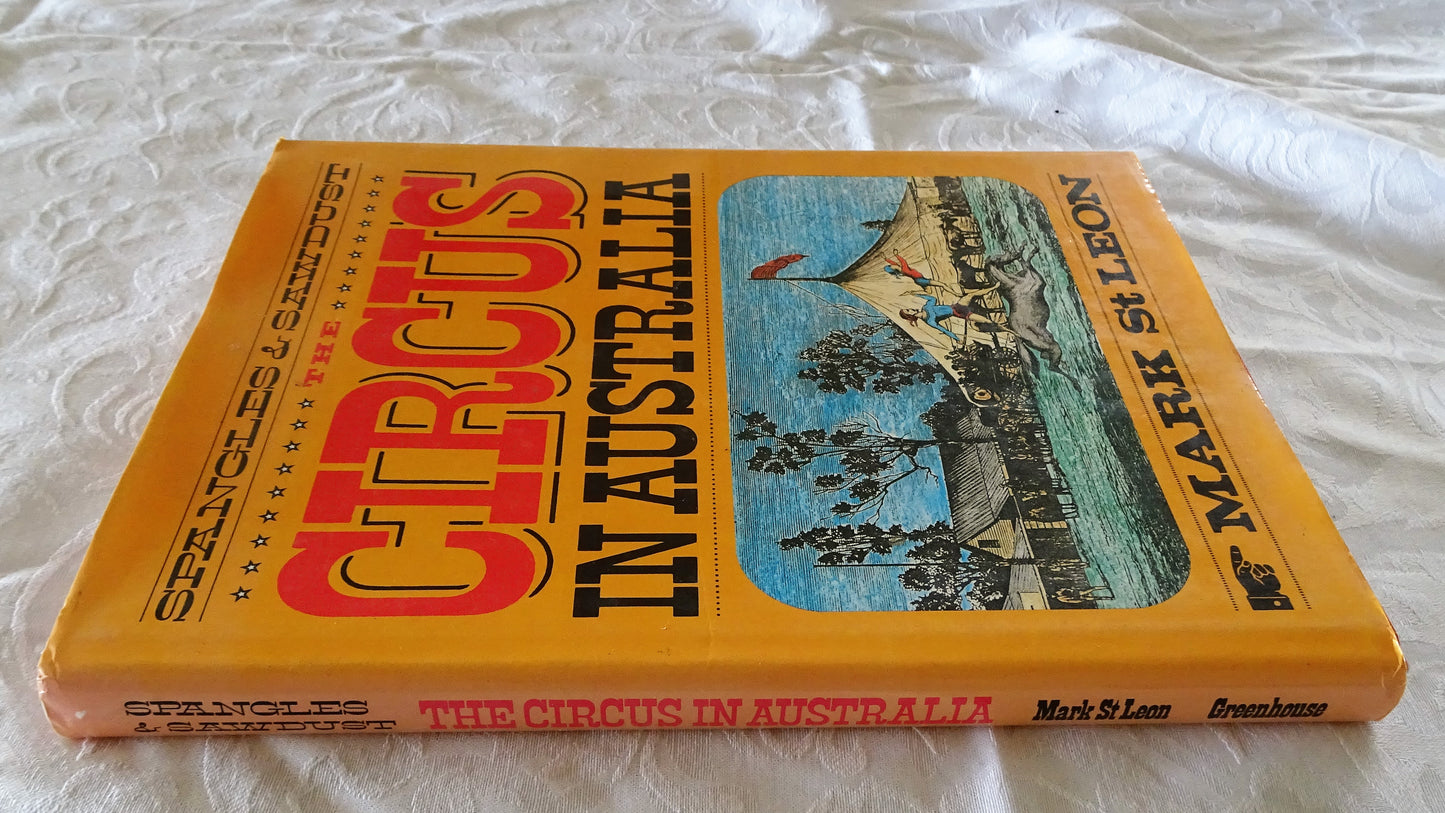 SPANGLES & SAWDUST
THE
CIRCUS
IN AUSTRALIA
MARK St LEON
SPANGLES
& SAWDUST
THE CIRCUS IN AUSTRALIA
Mark St Leon
Greenhouse